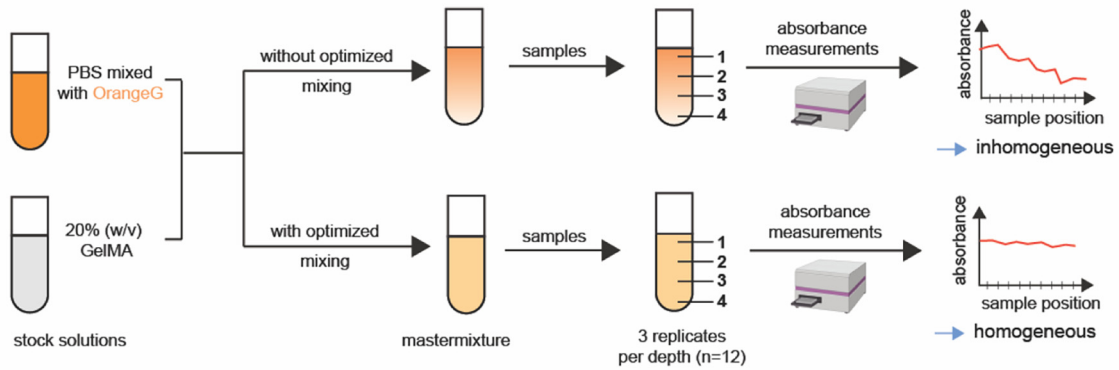 PBS mixed
with OrangeG
20% (w/v)
GelMA
stock solutions
without optimized
mixing
with optimized
mixing
mastermixture
samples
1
2
3
4
absorbance
measurements
absorbance
sample position
inhomogeneous
samples
1
2
3
4
3 replicates
per depth (n=12)
absorbance
measurements
absorbance
sample position
homogeneous